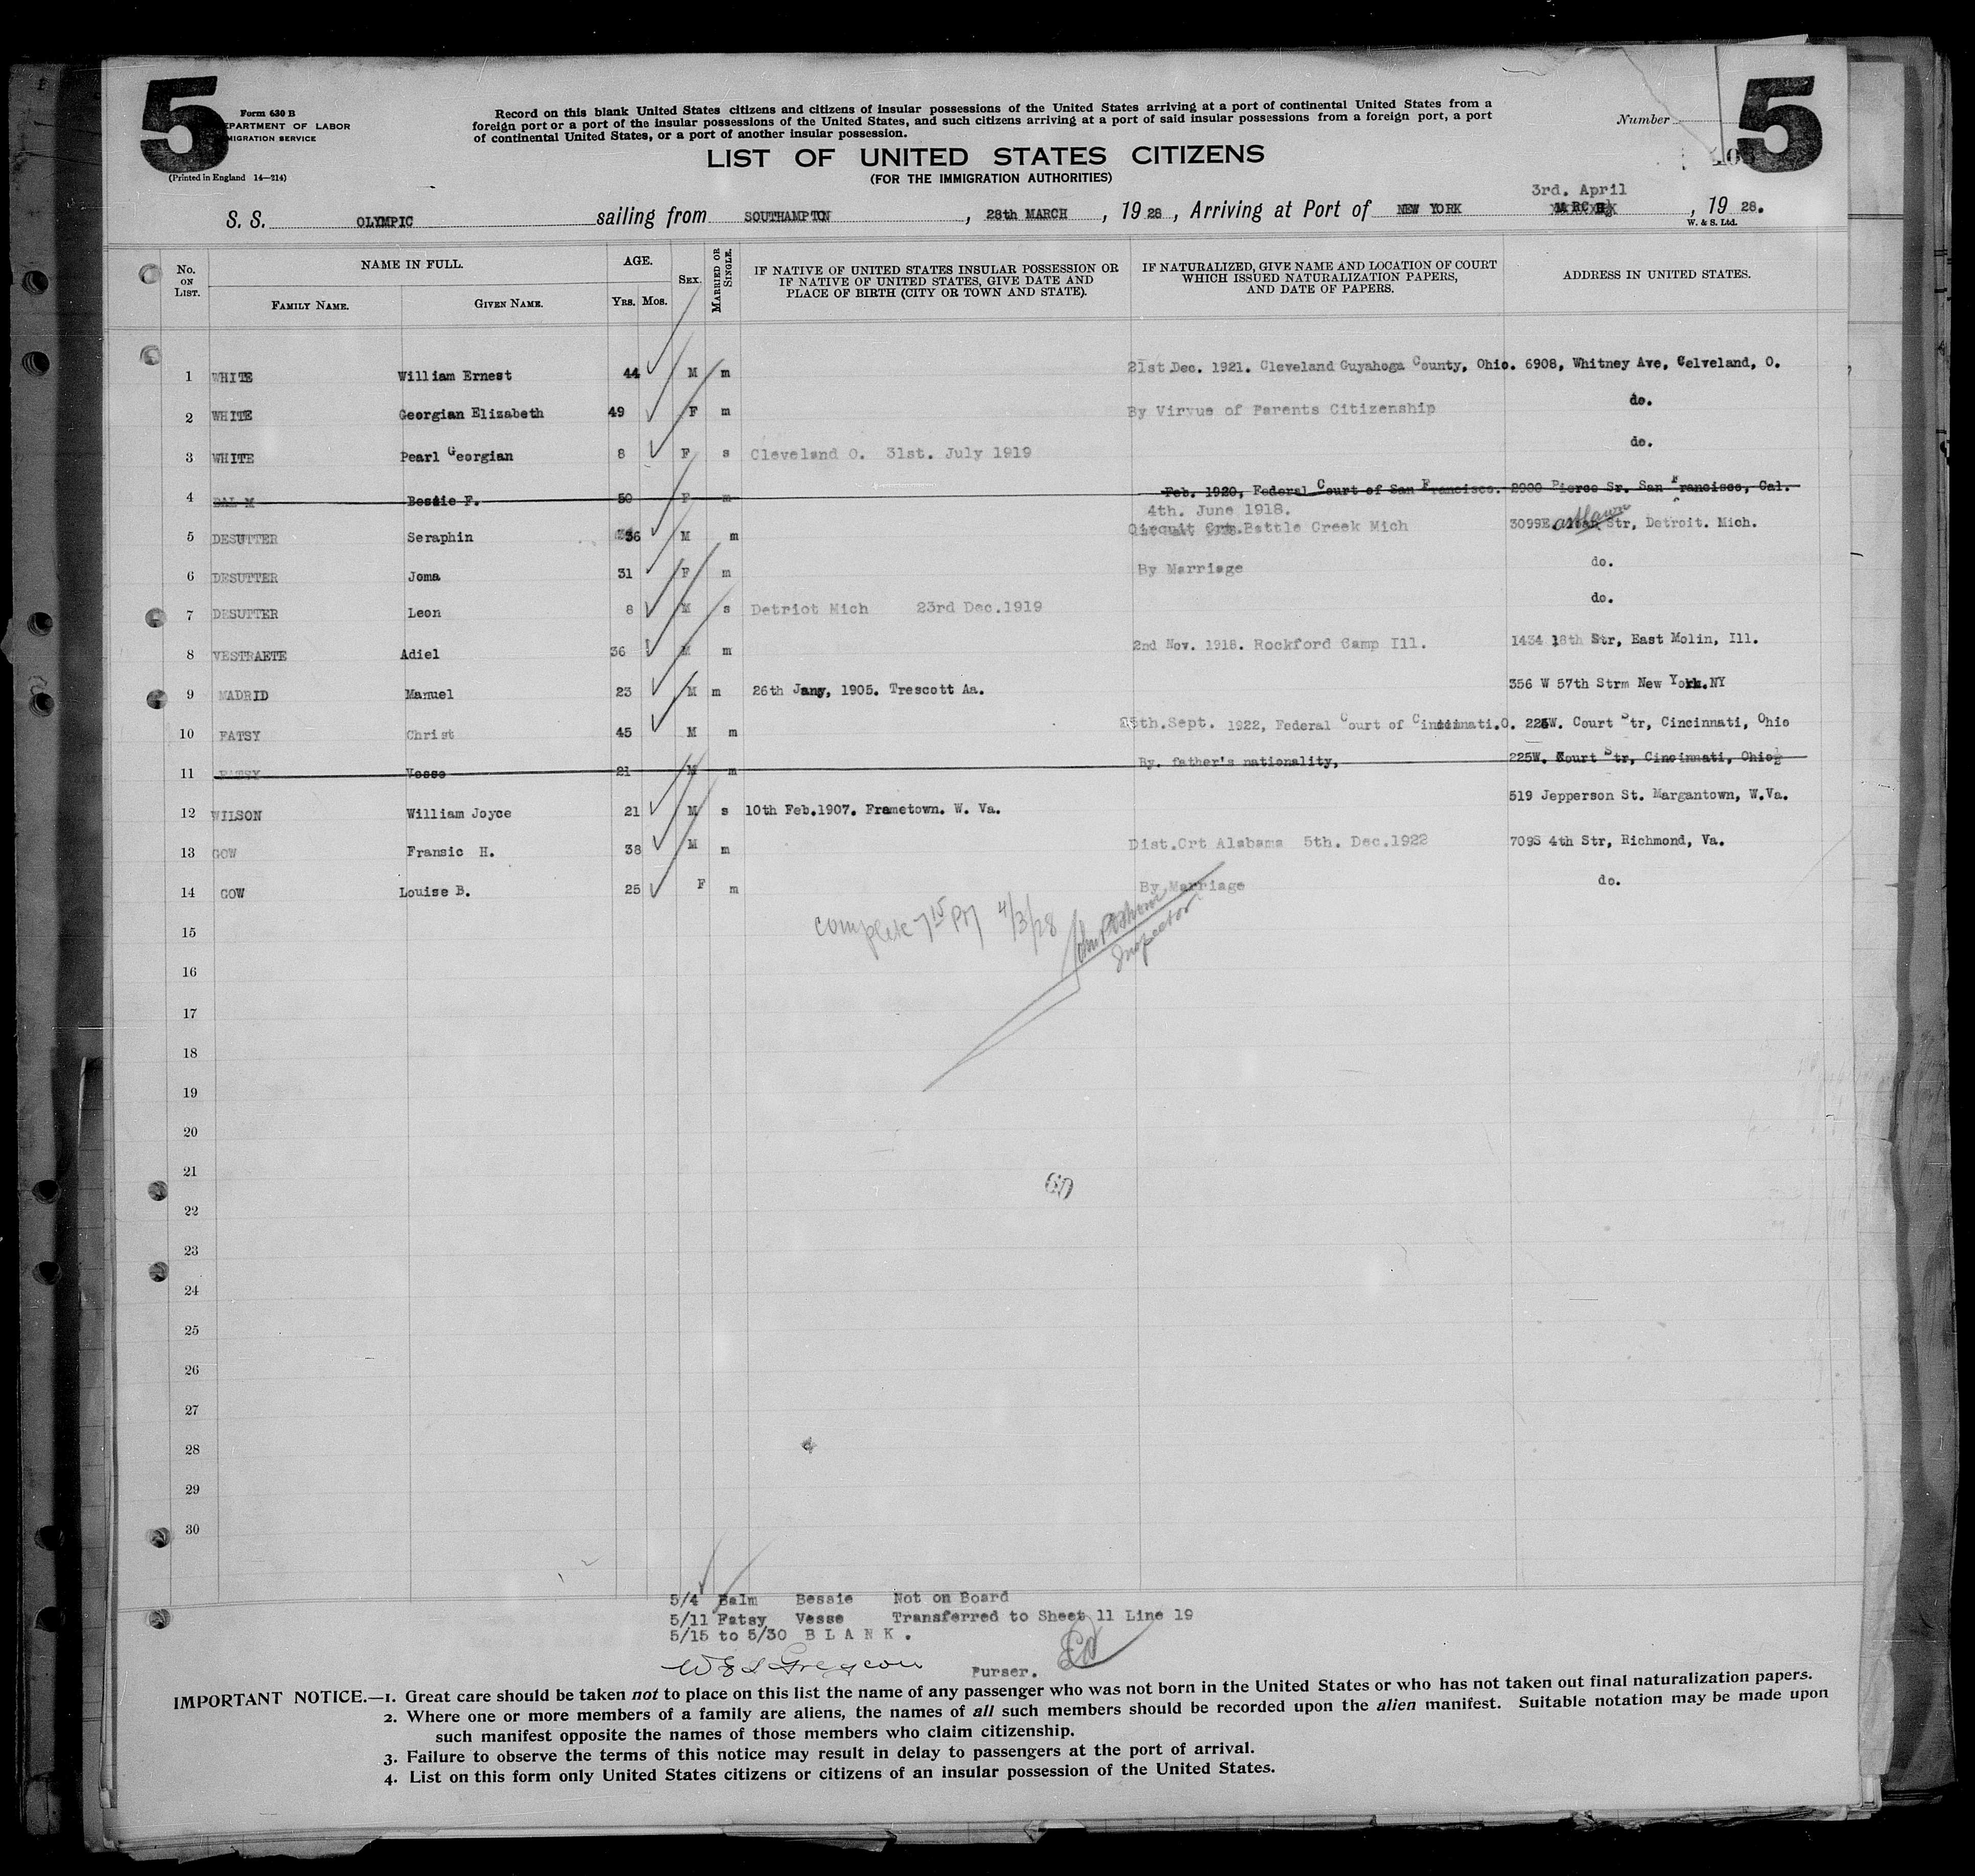 5
5
Form 630 B
EPARTMENT OF LABOR
MIGRATION SERVICE
(Printed in England 14—214)
Record on this blank United States citizens and citizens of insular possessions of the United States arriving at a port of continental United States from a
foreign port or a port of the insular possessions of the United States, and such citizens arriving at a port of said insular possessions from a foreign port, a port
of continental United States, or a port of another insular possession.
Number
LIST OF UNITED STATES CITIZENS
(FOR THE IMMIGRATION AUTHORITIES)
3rd. April
S. S. OLYMPIC sailing from SOUTHAMPTON, 28th MARCH, 19 28, Arriving at Port of NEW YORK MARCH, 19 28.
W. & S. Ltd.
No. ON LIST.
NAME IN FULL.
FAMILY NAME.
GIVEN NAME.
AGE.
YRS. MOS.
SEX.
MARRIED OR SINGLE.
IF NATIVE OF UNITED STATES INSULAR POSSESSION OR
IF NATIVE OF UNITED STATES, GIVE DATE AND
PLACE OF BIRTH (CITY OR TOWN AND STATE).
IF NATURALIZED, GIVE NAME AND LOCATION OF COURT
WHICH ISSUED NATURALIZATION PAPERS,
AND DATE OF PAPERS.
ADDRESS IN UNITED STATES.
1 WHITE William Ernest 44 M m 21st Dec. 1921. Cleveland Guyahoga County, Ohio. 6908, Whitney Ave, Celveland, O.
2 WHITE Georgian Elizabeth 49 F m By Virvue of Parents Citizenship do.
3 WHITE Pearl Georgian 8 F s Cleveland O. 31st. July 1919 do.
4 BALM Bessie F. 50 F m Feb. 1920, Federal Court of San Francisco. 2900 Pierce Sr. San Francisco, Cal.
4th. June 1918.
5 DESUTTER Seraphin 36 M m Circuit Crt. Battle Creek Mich 3099 Eastlawn Str, Detroit. Mich.
6 DESUTTER Joma 31 F m By Marriage do.
7 DESUTTER Leon 8 M s Detriot Mich 23rd Dec.1919 do.
8 VESTRAETE Adiel 36 M m 2nd Nov. 1918. Rockford Camp Ill. 1434 18th Str, East Molin, Ill.
9 MADRID Manuel 23 M m 26th Jany, 1905. Trescott Aa. 356 W 57th Strm New York.NY
10 FATSY Christ 45 M m 25th.Sept. 1922, Federal Court of Cincinnati.O. 225W. Court Str, Cincinnati, Ohio
11 FATSY Vesse 21 M m By. father's nationality, 225W. Court Str, Cincinnati, Ohio
12 WILSON William Joyce 21 M s 10th Feb.1907. Frametown. W. Va. 519 Jepperson St. Margantown, W.Va.
13 GOW Fransic H. 38 M m Dist.Crt Alabama 5th. Dec.1922 709S 4th Str, Richmond, Va.
14 GOW Louise B. 25 F m By Marriage do.
complete 7 15 PM 4/3/28
Inspector
15
16
17
18
19
20
21
22
23
24
25
26
27
28
29
30
5/4 Balm Bessie Not on Board
5/11 Fatsy Vesse Transferred to Sheet 11 Line 19
5/15 to 5/30 B L A N K .
Purser.
IMPORTANT NOTICE.—1. Great care should be taken not to place on this list the name of any passenger who was not born in the United States or who has not taken out final naturalization papers.
2. Where one or more members of a family are aliens, the names of all such members should be recorded upon the alien manifest. Suitable notation may be made upon
such manifest opposite the names of those members who claim citizenship.
3. Failure to observe the terms of this notice may result in delay to passengers at the port of arrival.
4. List on this form only United States citizens or citizens of an insular possession of the United States.